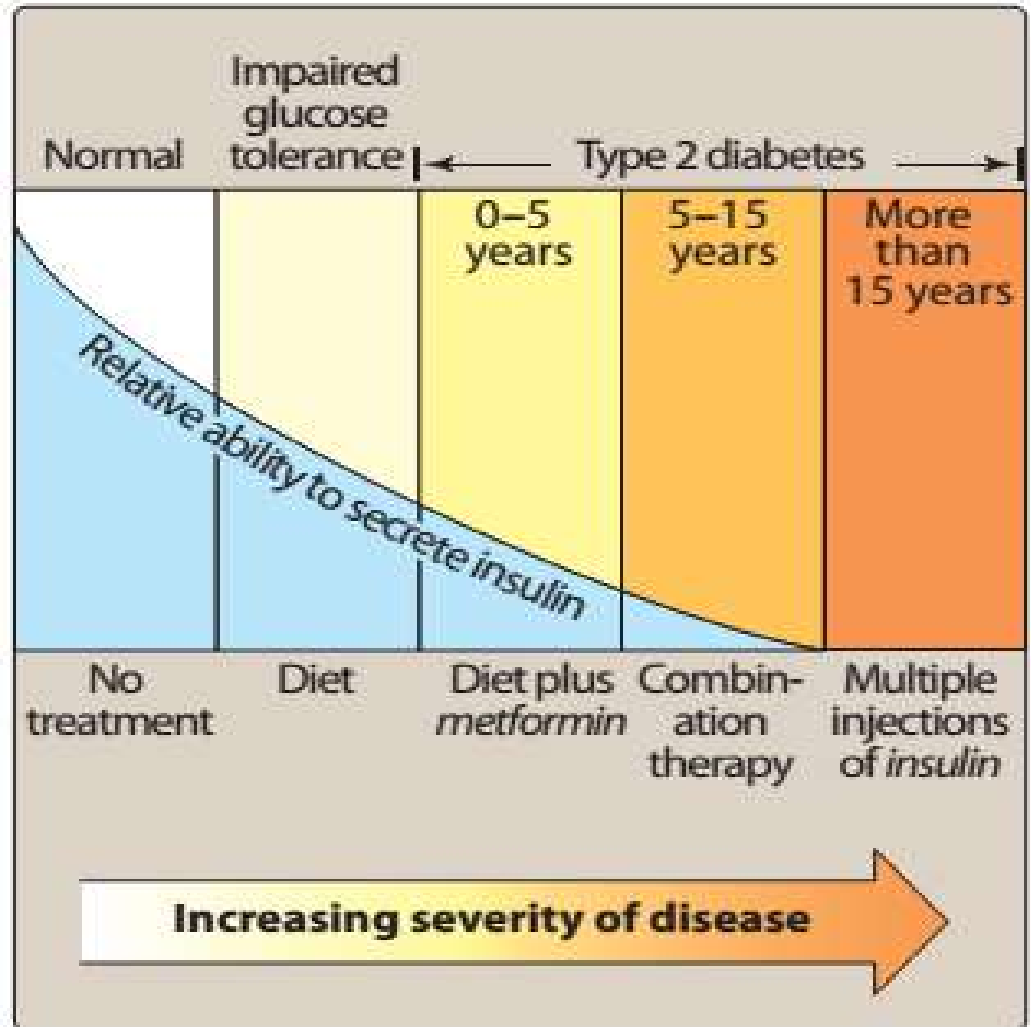 Impaired
glucose
Normal tolerance Type 2 diabetes
0–5
years
5–15
years
More
than
15 years
Relative ability to secrete insulin
No
treatment
Diet
Diet plus
metformin
Combin-
ation
therapy
Multiple
injections
of insulin
Increasing severity of disease